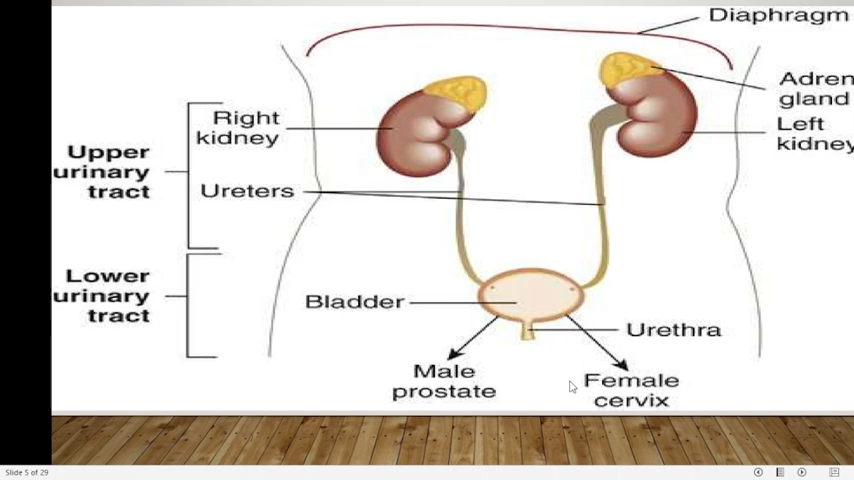 Diaphragm
Adren
gland
Right
kidney
Left
kidney
Upper
urinary
tract
Ureters
Lower
urinary
tract
Bladder
Urethra
Male
prostate
Female
cervix
Slide 5 of 29